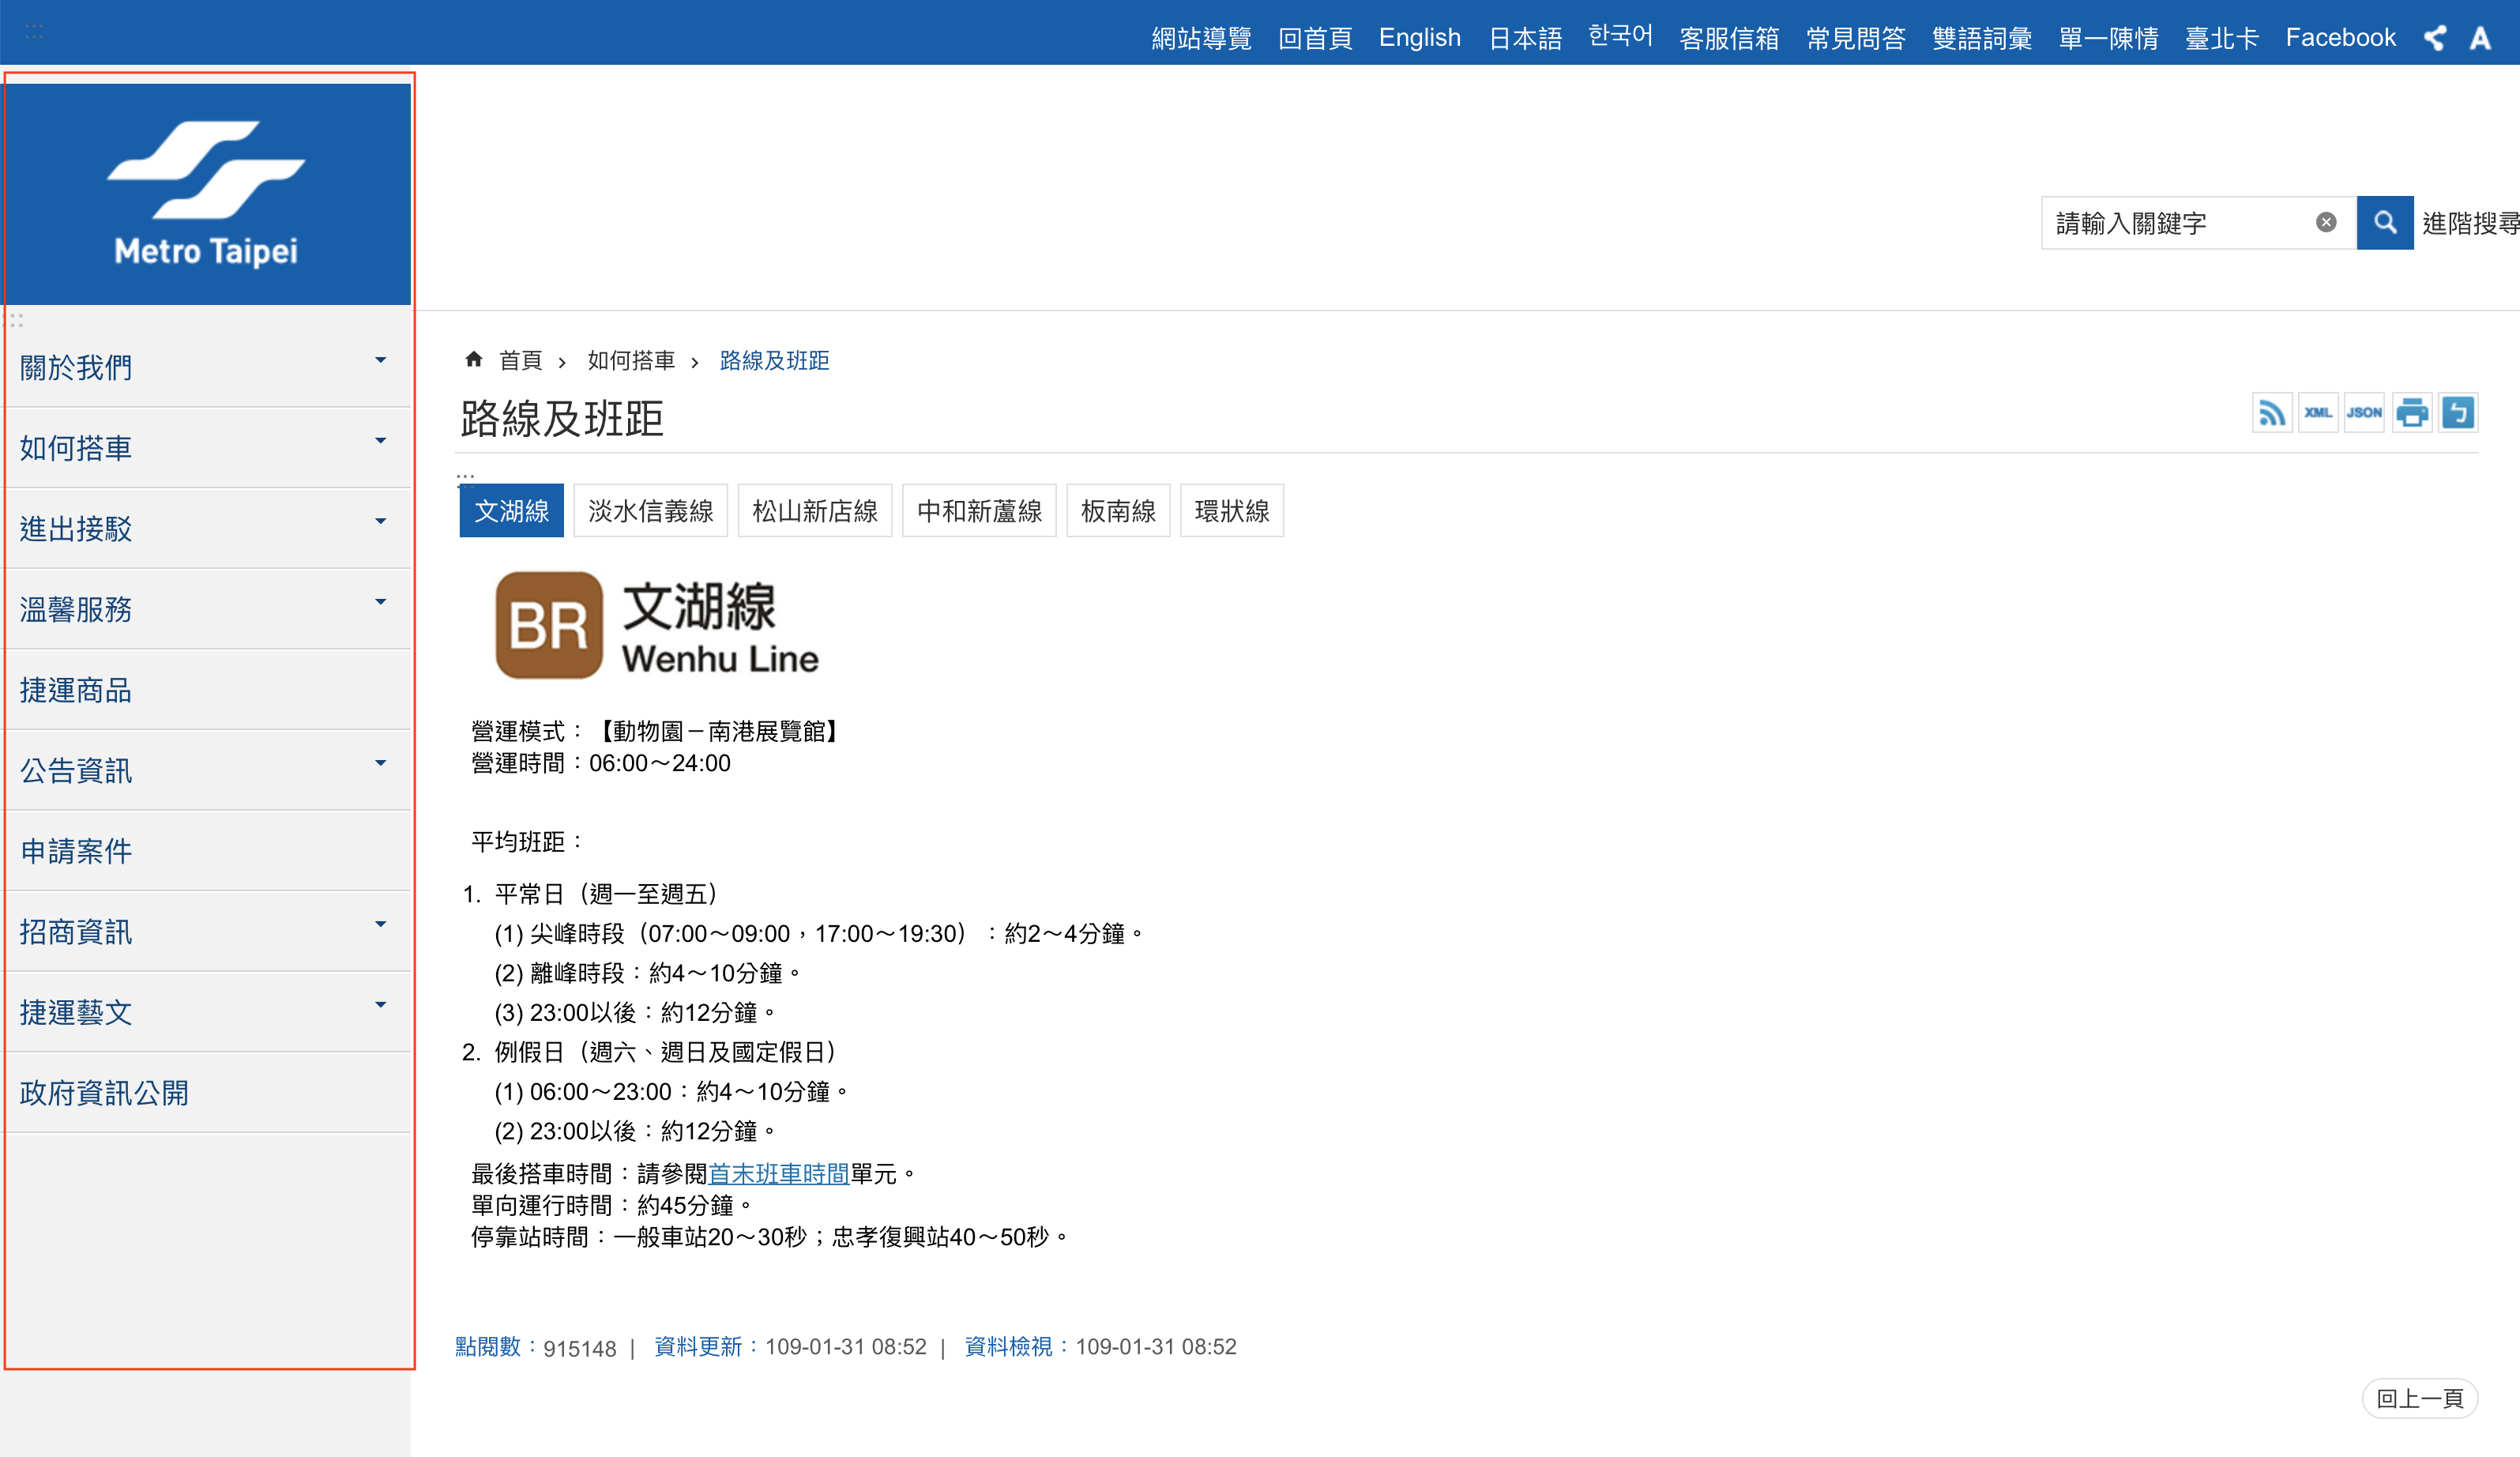 網站導覽 回首頁 English 日本語 한국어 客服信箱 常見問答 雙語詞彙 單一陳情 臺北卡 Facebook A
Metro Taipei
請輸入關鍵字 進階搜尋
關於我們
如何搭車
進出接駁
溫馨服務
捷運商品
公告資訊
申請案件
招商資訊
捷運藝文
政府資訊公開
首頁 › 如何搭車 › 路線及班距
路線及班距
XML JSON ㄅ
文湖線 淡水信義線 松山新店線 中和新蘆線 板南線 環狀線
BR 文湖線
Wenhu Line
營運模式：【動物園－南港展覽館】
營運時間：06:00～24:00
平均班距：
1. 平常日（週一至週五）
(1) 尖峰時段（07:00～09:00，17:00～19:30）：約2～4分鐘。
(2) 離峰時段：約4～10分鐘。
(3) 23:00以後：約12分鐘。
2. 例假日（週六、週日及國定假日）
(1) 06:00～23:00：約4～10分鐘。
(2) 23:00以後：約12分鐘。
最後搭車時間：請參閱首末班車時間單元。
單向運行時間：約45分鐘。
停靠站時間：一般車站20～30秒；忠孝復興站40～50秒。
點閱數：915148 | 資料更新：109-01-31 08:52 | 資料檢視：109-01-31 08:52
回上一頁